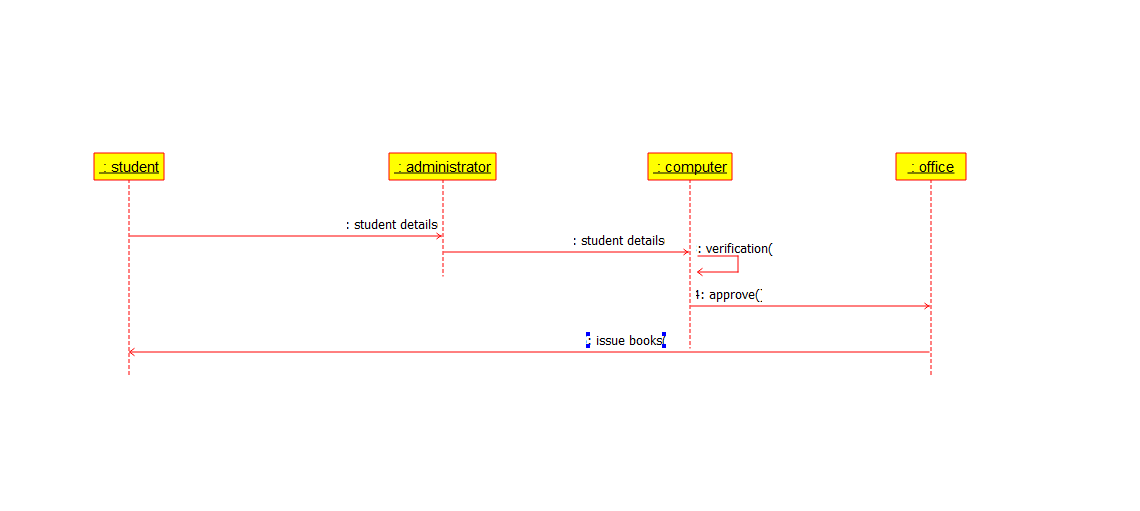 : student
: administrator
: computer
: office
: student details
: student details
: verification(
4: approve()
: issue books(